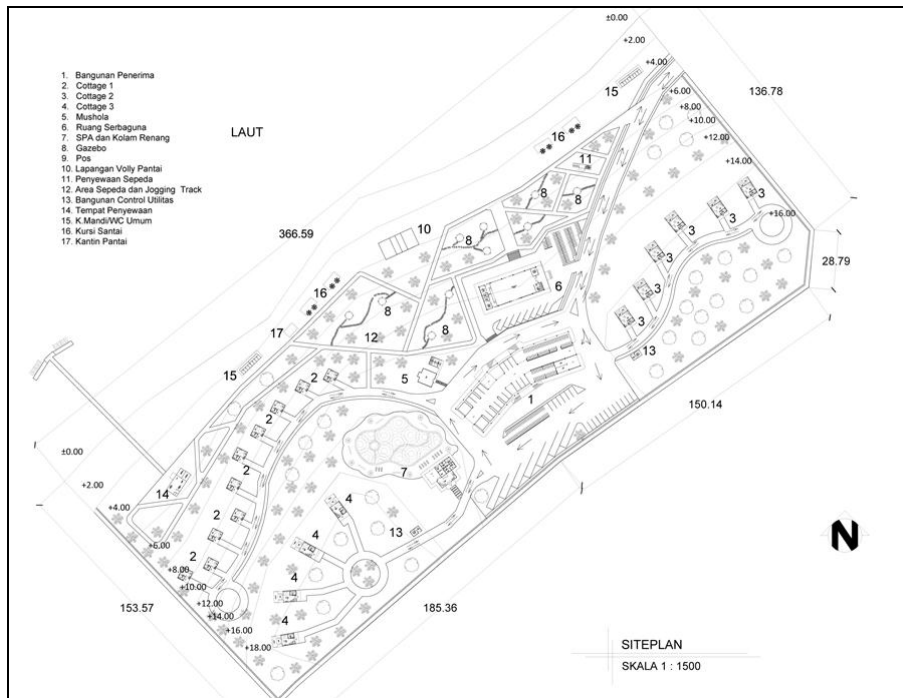 ±0.00
+2.00
+4.00
15
+6.00
+8.00
+10.00
+12.00
+14.00
136.78
1. Bangunan Penerima
2. Cottage 1
3. Cottage 2
4. Cottage 3
5. Mushola
6. Ruang Serbaguna
7. SPA dan Kolam Renang
8. Gazebo
9. Pos
10. Lapangan Volly Pantai
11. Penyewaan Sepeda
12. Area Sepeda dan Jogging Track
13. Bangunan Control Utilitas
14. Tempat Penyewaan
15. K.Mandi/WC Umum
16. Kursi Santai
17. Kantin Pantai
LAUT
16
11
8
8
3
3
3
+16.00
366.59
10
8
3
28.79
16
8
6
3
3
17
12
8
13
15
5
2
1
150.14
2
±0.00
7
2
+2.00
14
4
13
2
+4.00
4
+6.00
2
+8.00
+10.00
4
+12.00
+14.00
+16.00
4
+18.00
153.57
185.36
N
SITEPLAN
SKALA 1 : 1500